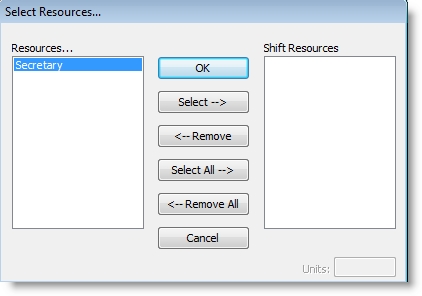 Select Resources...
Resources...
Shift Resources
Secretary
OK
Select -->
<-- Remove
Select All -->
<-- Remove All
Cancel
Units: